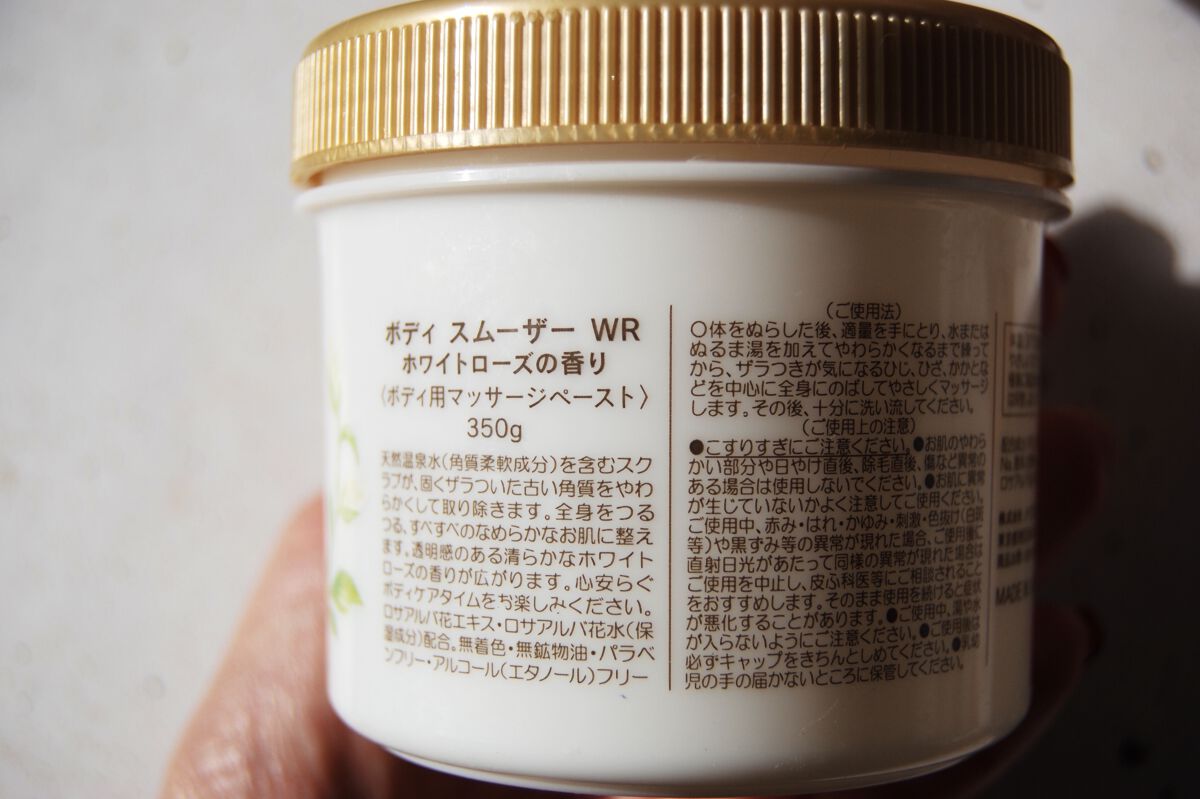 ボディ スムーザー WR
ホワイトローズの香り
〈ボディ用マッサージペースト〉
350g
天然温泉水(角質柔軟成分)を含むスク
ラブが、固くザラついた古い角質をやわ
らかくして取り除きます。全身をつる
つる、すべすべのなめらかなお肌に整え
ます。透明感のある清らかなホワイト
ローズの香りが広がります。心安らぐ
ボディケアタイムをお楽しみください。
ロサアルバ花エキス・ロサアルバ花水(保
湿成分)配合。無着色・無鉱物油・パラベ
ンフリー・アルコール(エタノール)フリー
(ご使用法)
〇体をぬらした後、適量を手にとり、水または
ぬるま湯を加えてやわらかくなるまで練って
から、ザラつきが気になるひじ、ひざ、かかとな
どを中心に全身にのばしてやさしくマッサージ
します。その後、十分に洗い流してください。
(ご使用上の注意)
●こすりすぎにご注意ください。●お肌のやわら
かい部分や日やけ直後、除毛直後、傷など異常の
ある場合は使用しないでください。●お肌に異常
が生じていないかよく注意してご使用ください。
ご使用中、赤み・はれ・かゆみ・刺激・色抜け(白斑
等)や黒ずみ等の異常が現れた場合、ご使用後に
直射日光があたって同様の異常が現れた場合は
ご使用を中止し、皮ふ科医等にご相談されること
をおすすめします。そのまま使用を続けると症状
が悪化することがあります。●ご使用中、湯や水
が入らないようにご注意ください。●ご使用後は
必ずキャップをきちんとしめてください。●乳幼
児の手の届かないところに保管してください。
MADE